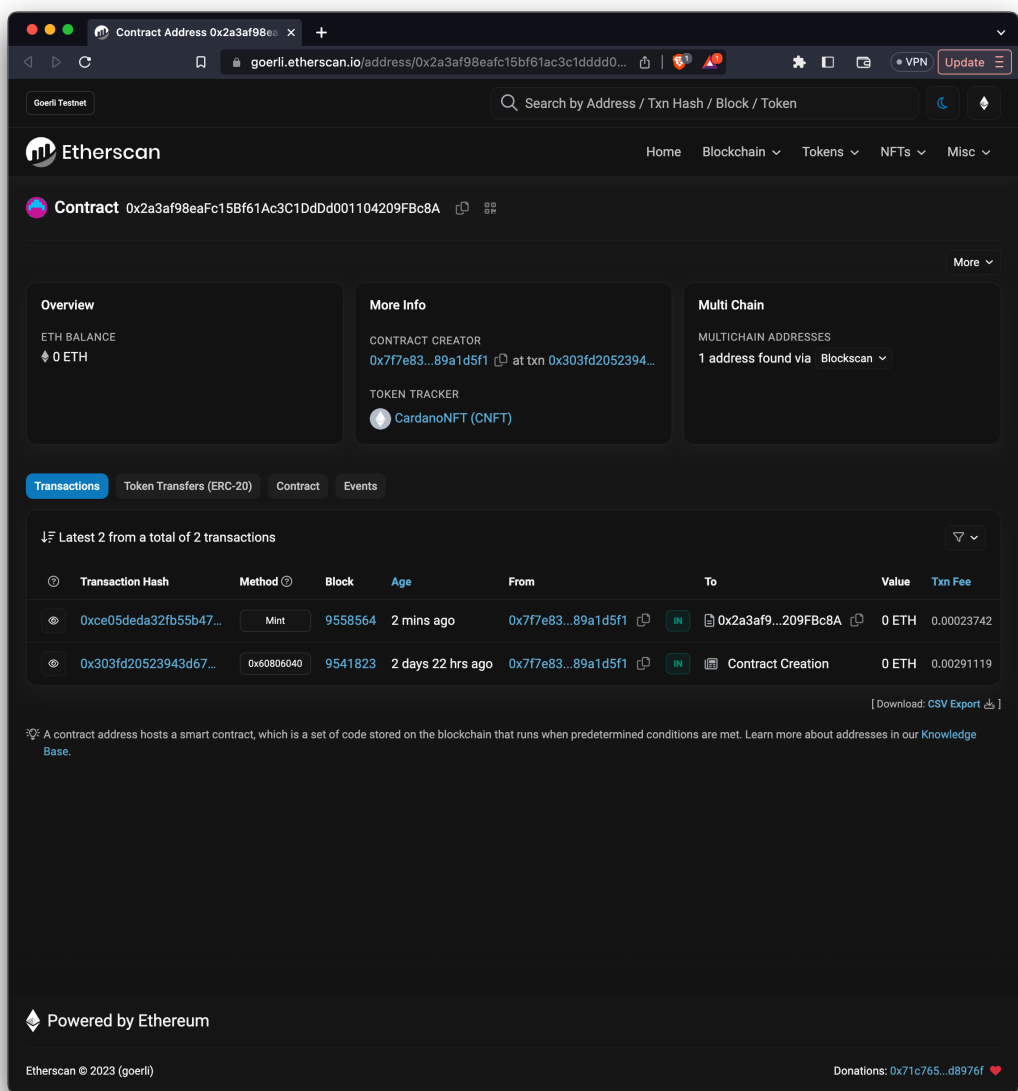 Contract Address 0x2a3af98ea
goerli.etherscan.io/address/0x2a3af98eafc15bf61ac3c1dddd0...
1
1
VPN
Update
Goerli Testnet
Search by Address / Txn Hash / Block / Token
Etherscan
Home Blockchain Tokens NFTs Misc
Contract 0x2a3af98eaFc15Bf61Ac3C1DdDd001104209FBc8A
More
Overview
ETH BALANCE
0 ETH
More Info
CONTRACT CREATOR
0x7f7e83...89a1d5f1 at txn 0x303fd2052394...
TOKEN TRACKER
CardanoNFT (CNFT)
Multi Chain
MULTICHAIN ADDRESSES
1 address found via Blockscan
Transactions Token Transfers (ERC-20) Contract Events
Latest 2 from a total of 2 transactions
Transaction Hash Method Block Age From To Value Txn Fee
0xce05deda32fb55b47... Mint 9558564 2 mins ago 0x7f7e83...89a1d5f1 IN 0x2a3af9...209FBc8A 0 ETH 0.00023742
0x303fd20523943d67... 0x60806040 9541823 2 days 22 hrs ago 0x7f7e83...89a1d5f1 IN Contract Creation 0 ETH 0.00291119
[ Download: CSV Export ]
A contract address hosts a smart contract, which is a set of code stored on the blockchain that runs when predetermined conditions are met. Learn more about addresses in our Knowledge
Base.
Powered by Ethereum
Etherscan © 2023 (goerli)
Donations: 0x71c765...d8976f